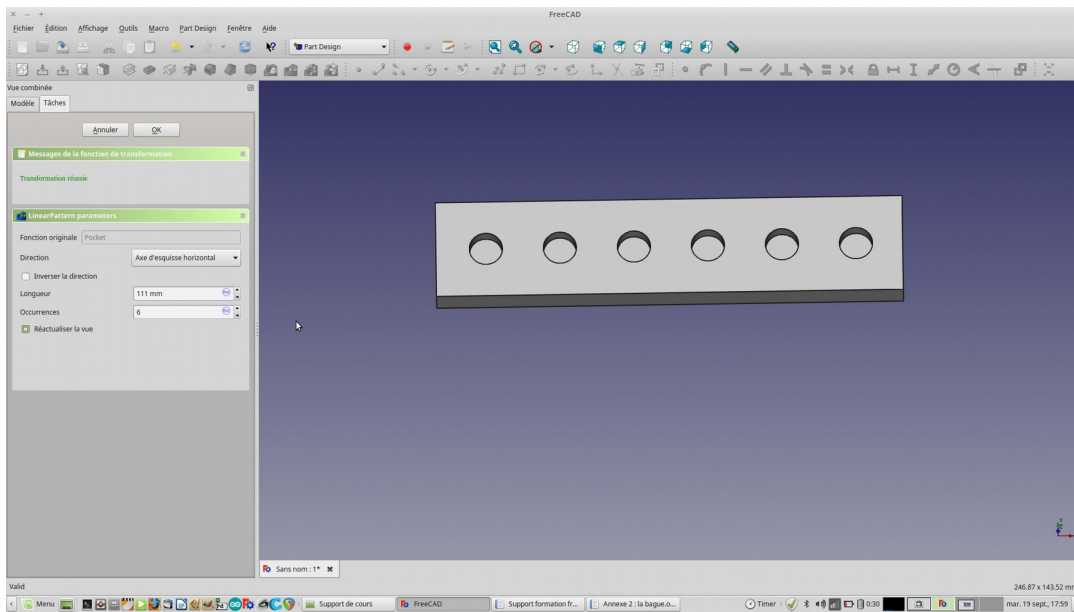 FreeCAD
Fichier Édition Affichage Outils Macro Part Design Fenêtre Aide
Part Design
Vue combinée
Modèle Tâches
Annuler OK
Messages de la fonction de transformation
Transformation réussie
LinearPattern parameters
Fonction originale Pocket
Direction Axe d'esquisse horizontal
Inverser la direction
Longueur 111 mm
Occurrences 6
Réactualiser la vue
Sans nom : 1*
Valid 246.87 x 143.52 mm
Menu Support de cours FreeCAD Support formation fr... Annexe 2 : la bague.o... Timer 0:30 mar. 19 sept., 17:59